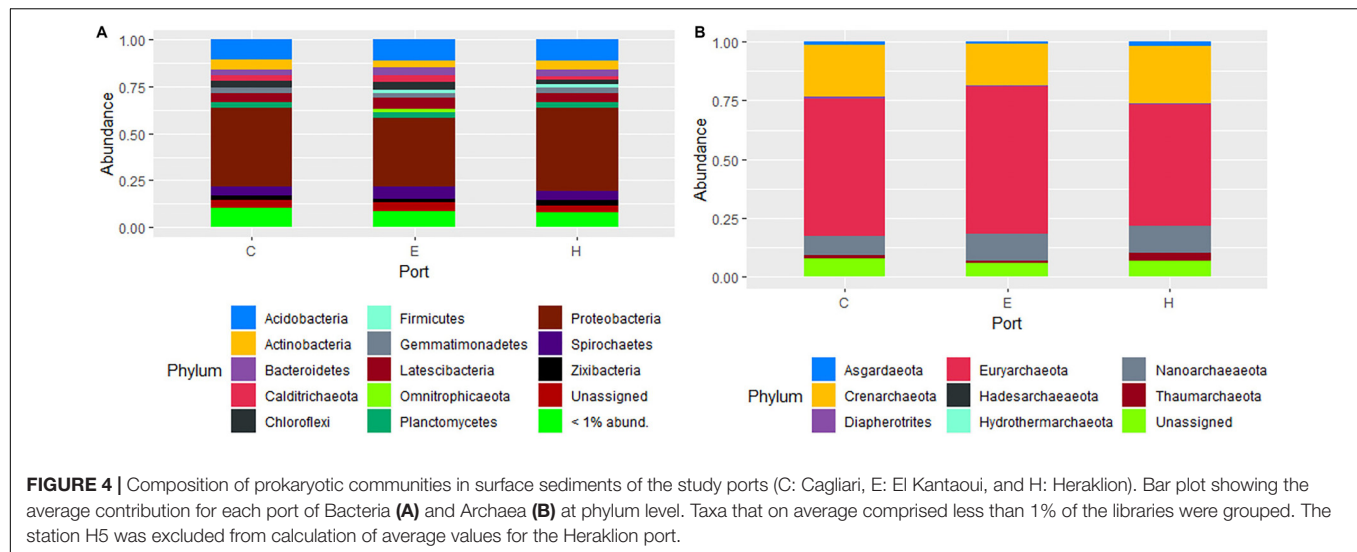 A
1.00
0.75
0.50
0.25
0.00
Abundance
C E H
Port
Phylum
Acidobacteria Firmicutes Proteobacteria
Actinobacteria Gemmatimonadetes Spirochaetes
Bacteroidetes Latescibacteria Zixibacteria
Calditrichaeota Omnitrophicaeota Unassigned
Chloroflexi Planctomycetes < 1% abund.
B
1.00
0.75
0.50
0.25
0.00
Abundance
C E H
Port
Phylum
Asgardaeota Euryarchaeota Nanoarchaeaeota
Crenarchaeota Hadesarchaeaeota Thaumarchaeota
Diapherotrites Hydrothermarchaeota Unassigned
FIGURE 4 | Composition of prokaryotic communities in surface sediments of the study ports (C: Cagliari, E: El Kantaoui, and H: Heraklion). Bar plot showing the
average contribution for each port of Bacteria (A) and Archaea (B) at phylum level. Taxa that on average comprised less than 1% of the libraries were grouped. The
station H5 was excluded from calculation of average values for the Heraklion port.